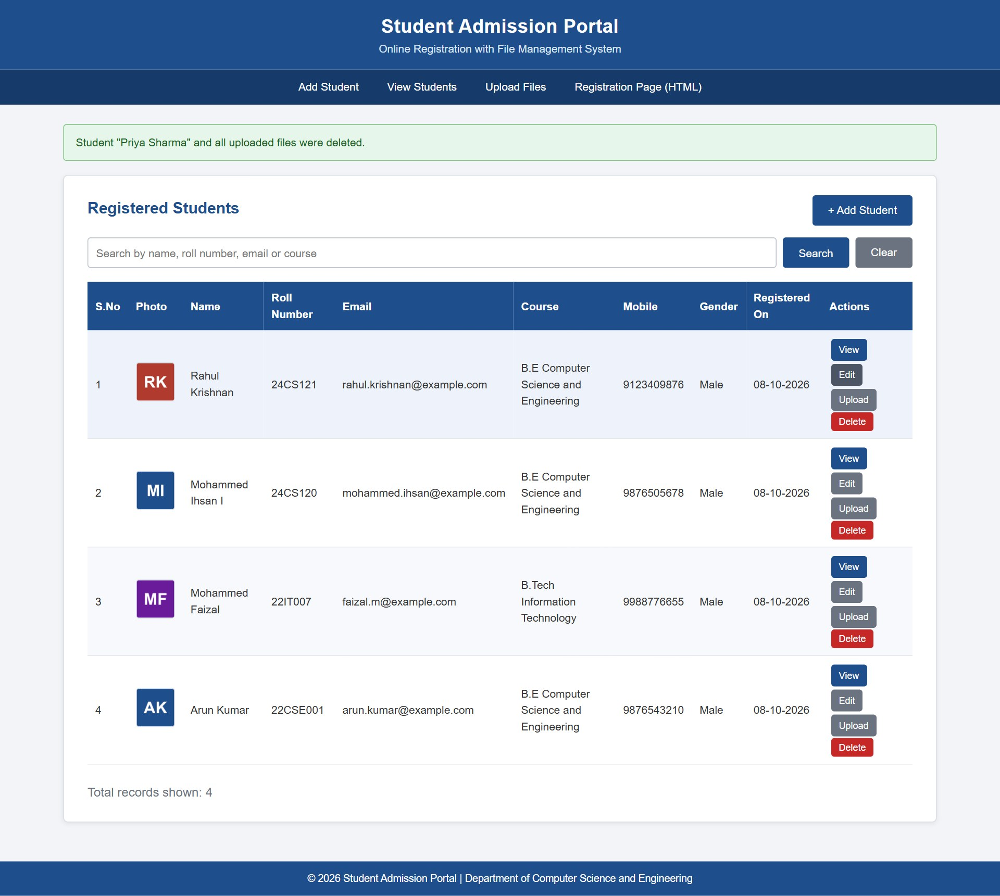 Student Admission Portal
Online Registration with File Management System
Add Student View Students Upload Files Registration Page (HTML)
Student "Priya Sharma" and all uploaded files were deleted.
Registered Students
+ Add Student
Search by name, roll number, email or course
Search
Clear
S.No Photo Name Roll Number Email Course Mobile Gender Registered On Actions
1 RK Rahul Krishnan 24CS121 rahul.krishnan@example.com B.E Computer Science and Engineering 9123409876 Male 08-10-2026
View
Edit
Upload
Delete
2 MI Mohammed Ihsan I 24CS120 mohammed.ihsan@example.com B.E Computer Science and Engineering 9876505678 Male 08-10-2026
View
Edit
Upload
Delete
3 MF Mohammed Faizal 22IT007 faizal.m@example.com B.Tech Information Technology 9988776655 Male 08-10-2026
View
Edit
Upload
Delete
4 AK Arun Kumar 22CSE001 arun.kumar@example.com B.E Computer Science and Engineering 9876543210 Male 08-10-2026
View
Edit
Upload
Delete
Total records shown: 4
© 2026 Student Admission Portal | Department of Computer Science and Engineering